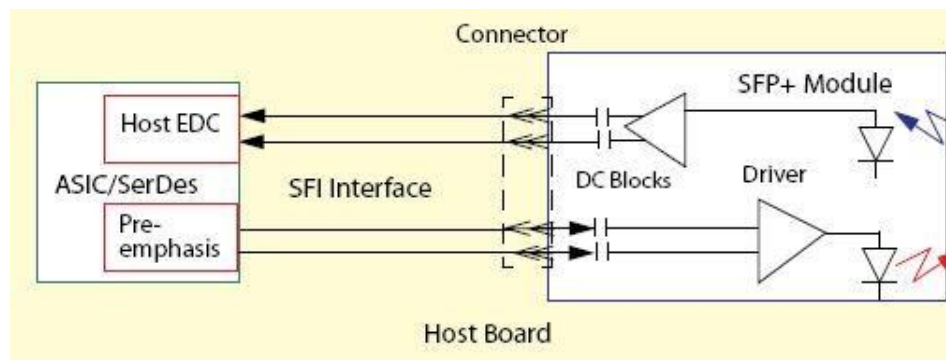 Connector
SFP+ Module
Host EDC
ASIC/SerDes
SFI Interface
DC Blocks
Driver
Pre-
emphasis
Host Board